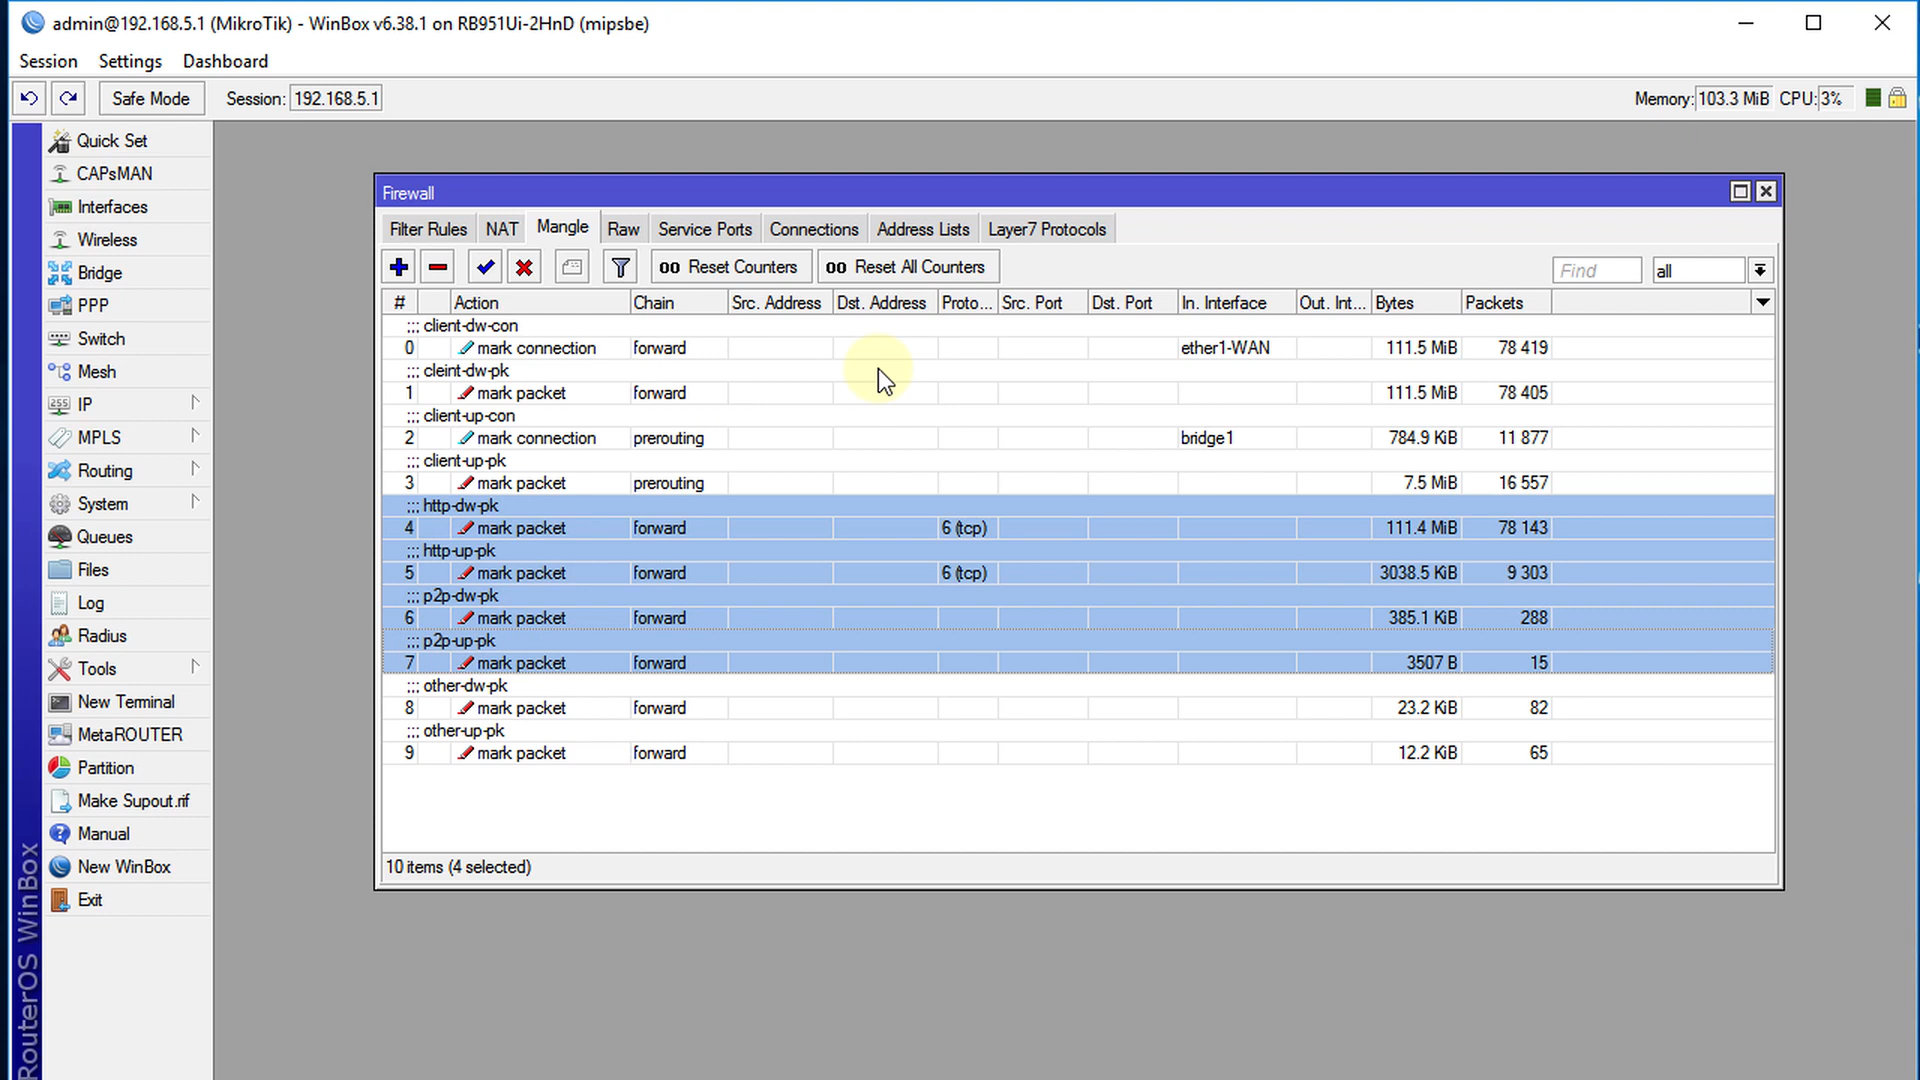 admin@192.168.5.1 (MikroTik) - WinBox v6.38.1 on RB951Ui-2HnD (mipsbe)
Session Settings Dashboard
Safe Mode Session: 192.168.5.1 Memory: 103.3 MiB CPU: 3%
Quick Set
CAPsMAN
Interfaces
Wireless
Bridge
PPP
Switch
Mesh
255 IP
MPLS
Routing
System
Queues
Files
Log
Radius
Tools
New Terminal
MetaROUTER
Partition
Make Supout.rif
Manual
New WinBox
Exit
RouterOS WinBox
Firewall
Filter Rules NAT Mangle Raw Service Ports Connections Address Lists Layer7 Protocols
00 Reset Counters 00 Reset All Counters Find all
# Action Chain Src. Address Dst. Address Proto... Src. Port Dst. Port In. Interface Out. Int... Bytes Packets
;;; client-dw-con
0 mark connection forward ether1-WAN 111.5 MiB 78 419
;;; cleint-dw-pk
1 mark packet forward 111.5 MiB 78 405
;;; client-up-con
2 mark connection prerouting bridge1 784.9 KiB 11 877
;;; client-up-pk
3 mark packet prerouting 7.5 MiB 16 557
;;; http-dw-pk
4 mark packet forward 6 (tcp) 111.4 MiB 78 143
;;; http-up-pk
5 mark packet forward 6 (tcp) 3038.5 KiB 9 303
;;; p2p-dw-pk
6 mark packet forward 385.1 KiB 288
;;; p2p-up-pk
7 mark packet forward 3507 B 15
;;; other-dw-pk
8 mark packet forward 23.2 KiB 82
;;; other-up-pk
9 mark packet forward 12.2 KiB 65
10 items (4 selected)